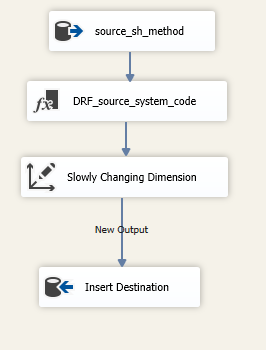 source_sh_method
DRF_source_system_code
Slowly Changing Dimension
New Output
Insert Destination